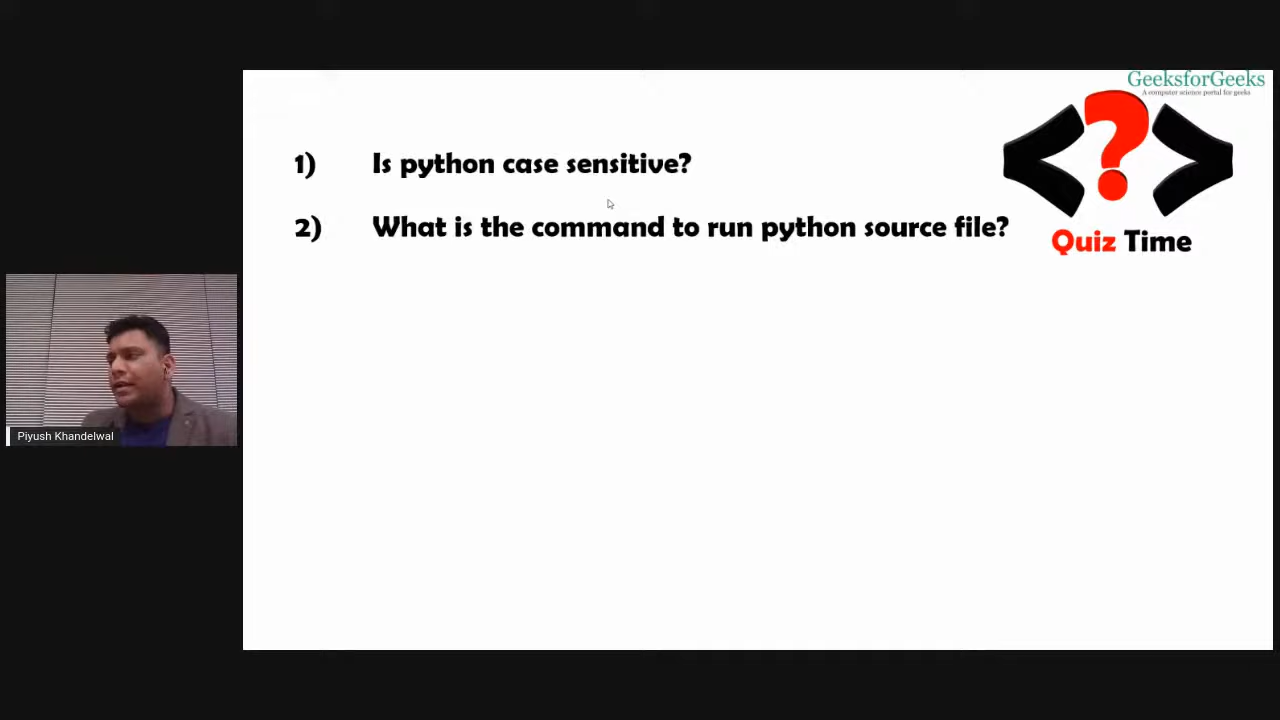 GeeksforGeeks
A computer science portal for geeks
1) Is python case sensitive?
2) What is the command to run python source file?
Quiz Time
Piyush Khandelwal